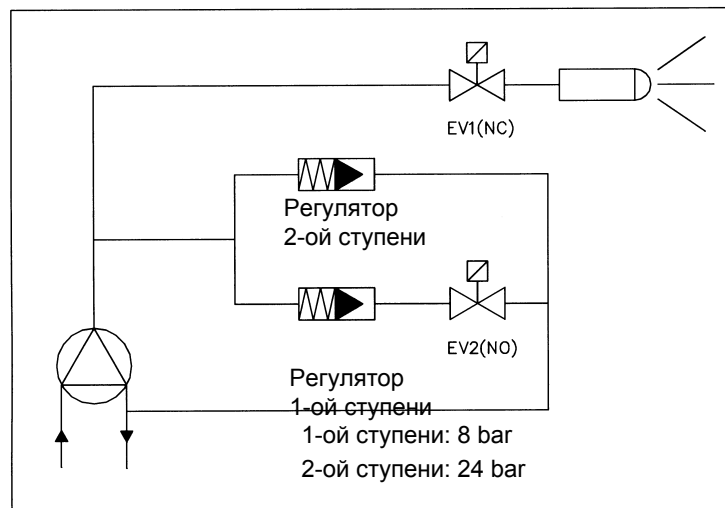 EV1(NC)
Регулятор
2-ой ступени
EV2(NO)
Регулятор
1-ой ступени
1-ой ступени: 8 bar
2-ой ступени: 24 bar